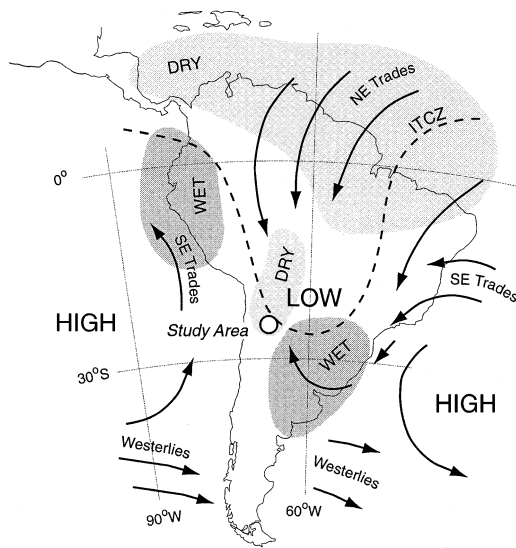 DRY
NE Trades
ITCZ
0°
WET
SE Trades
DRY
LOW
SE Trades
HIGH
Study Area
WET
30°S
HIGH
Westerlies
Westerlies
90°W
60°W